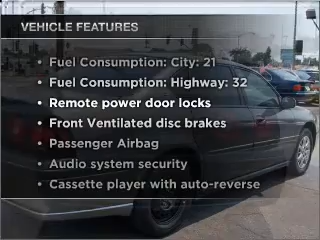 VEHICLE FEATURES
• Fuel Consumption: City: 21
• Fuel Consumption: Highway: 32
• Remote power door locks
• Front Ventilated disc brakes
• Passenger Airbag
• Audio system security
• Cassette player with auto-reverse